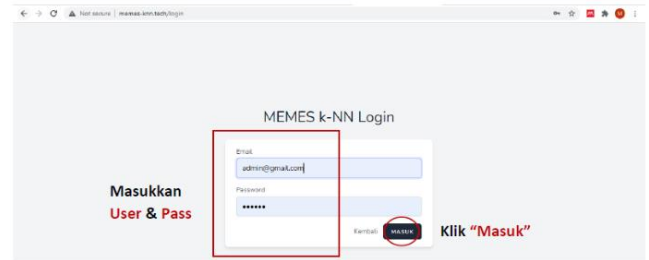 Not secure | memes-knn.tech/login
MEMES k-NN Login
Email
admin@gmail.com
Password
••••••
Kembali MASUK
Masukkan
User & Pass
Klik “Masuk”